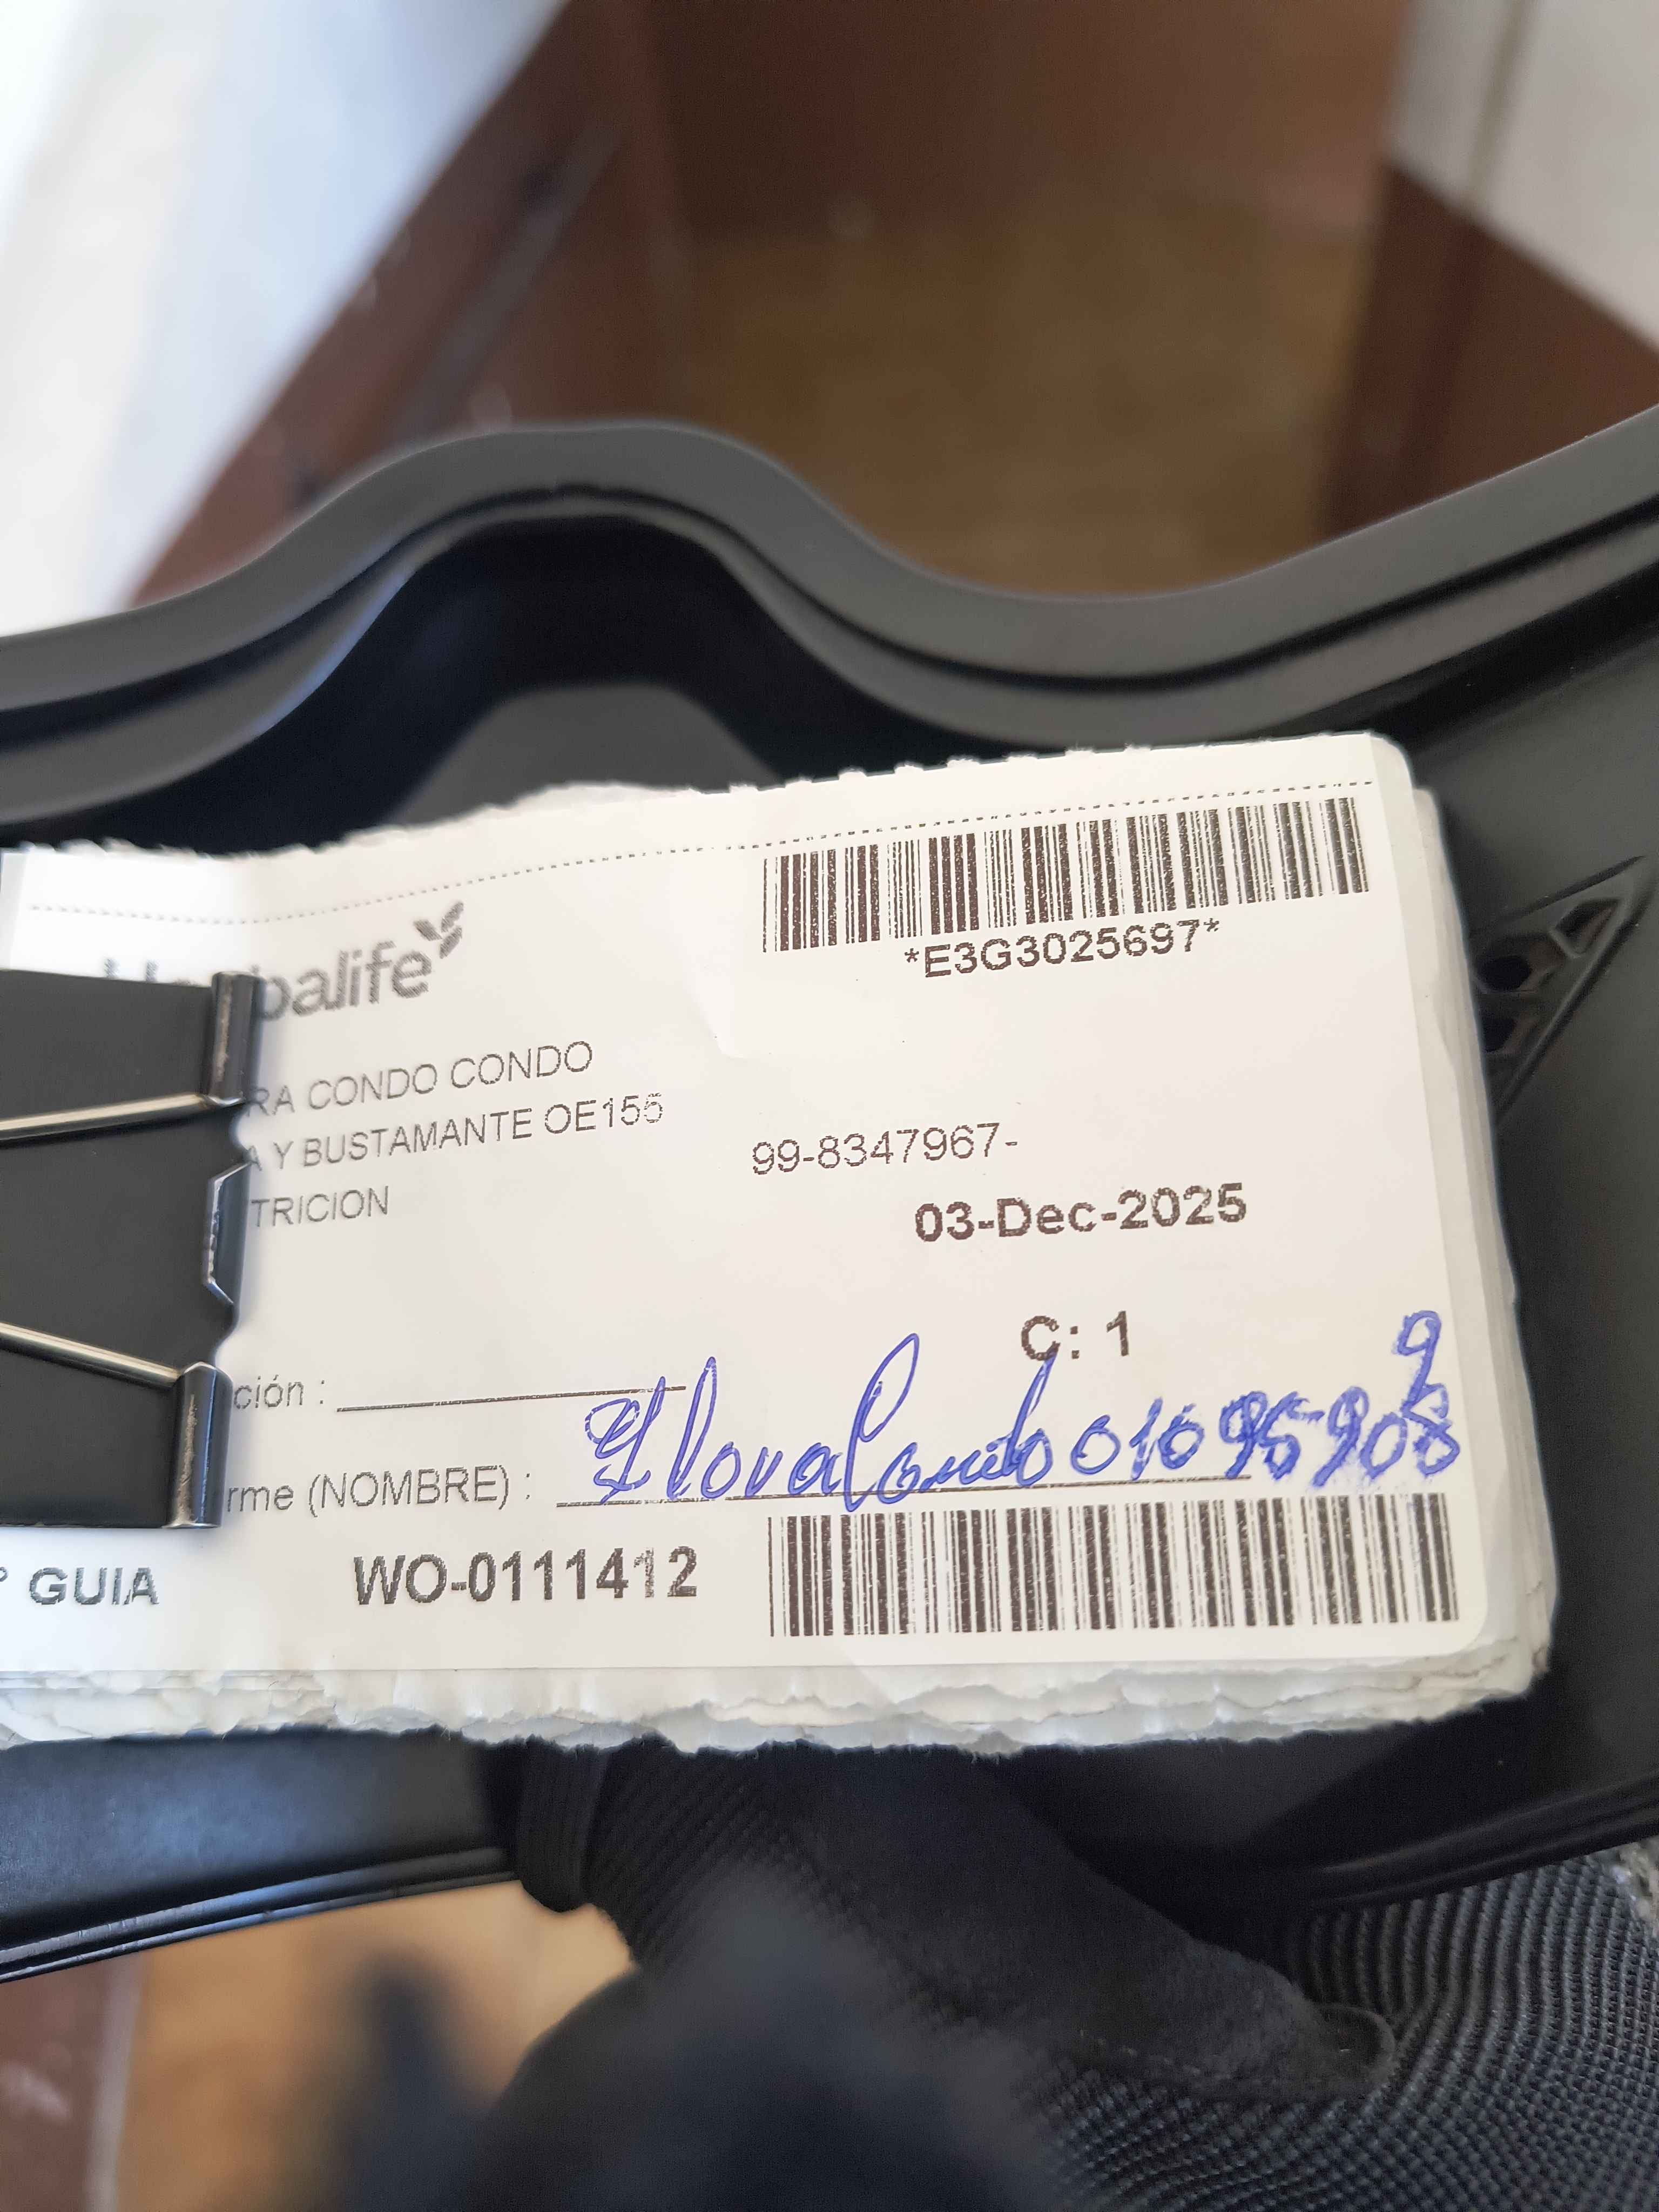 *E3G3025697*
balife
RA CONDO CONDO
A Y BUSTAMANTE OE155
99-8347967-
TRICION
03-Dec-2025
C: 1
ción :
rme (NOMBRE) :
° GUIA WO-0111412